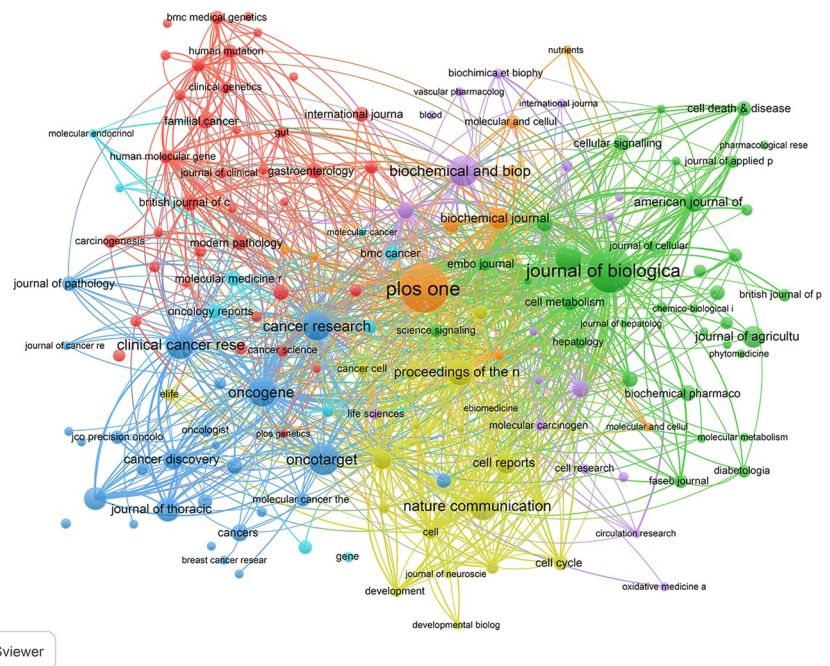 bmc medical genetics
human mutation
nutrients
biochimica et biophy
clinical genetics
vascular pharmacolog
international journa
cell death & disease
international journa
blood
familial cancer
molecular and cellul
molecular endocrinol
gut
cellular signalling
pharmacological rese
human molecular gene
journal of applied p
journal of clinical
gastroenterology
biochemical and biop
british journal of c
american journal of
biochemical journal
molecular cancer
carcinogenesis
modern pathology
journal of cellular
bmc cancer
embo journal
journal of biologica
journal of pathology
molecular medicine r
plos one
british journal of p
cell metabolism
chemico-biological i
oncology reports
cancer research
science signaling
journal of hepatolog
journal of agricultu
hepatology
journal of cancer re
clinical cancer rese
cancer science
phytomedicine
cancer cell
proceedings of the n
elife
oncogene
biochemical pharmaco
ebiomedicine
life sciences
molecular carcinogen
molecular and cellul
jco precision oncolo
oncologist
plos genetics
molecular metabolism
cancer discovery
oncotarget
cell reports
cell research
diabetologia
faseb journal
molecular cancer the
journal of thoracic
nature communication
cancers
cell
circulation research
breast cancer resear
gene
cell cycle
journal of neuroscie
development
oxidative medicine a
developmental biolog
viewer